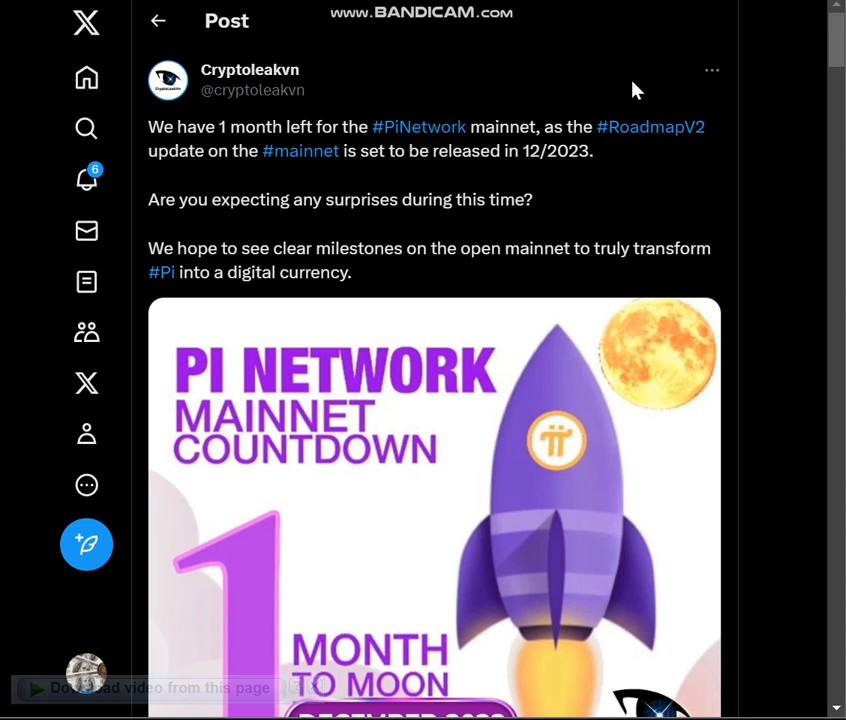 www.BANDICAM.com
Post
Cryptoleakvn
@cryptoleakvn
We have 1 month left for the #PiNetwork mainnet, as the #RoadmapV2
update on the #mainnet is set to be released in 12/2023.
Are you expecting any surprises during this time?
We hope to see clear milestones on the open mainnet to truly transform
#Pi into a digital currency.
6
PI NETWORK
MAINNET
COUNTDOWN
1
MONTH
TO MOON
Download video from this page